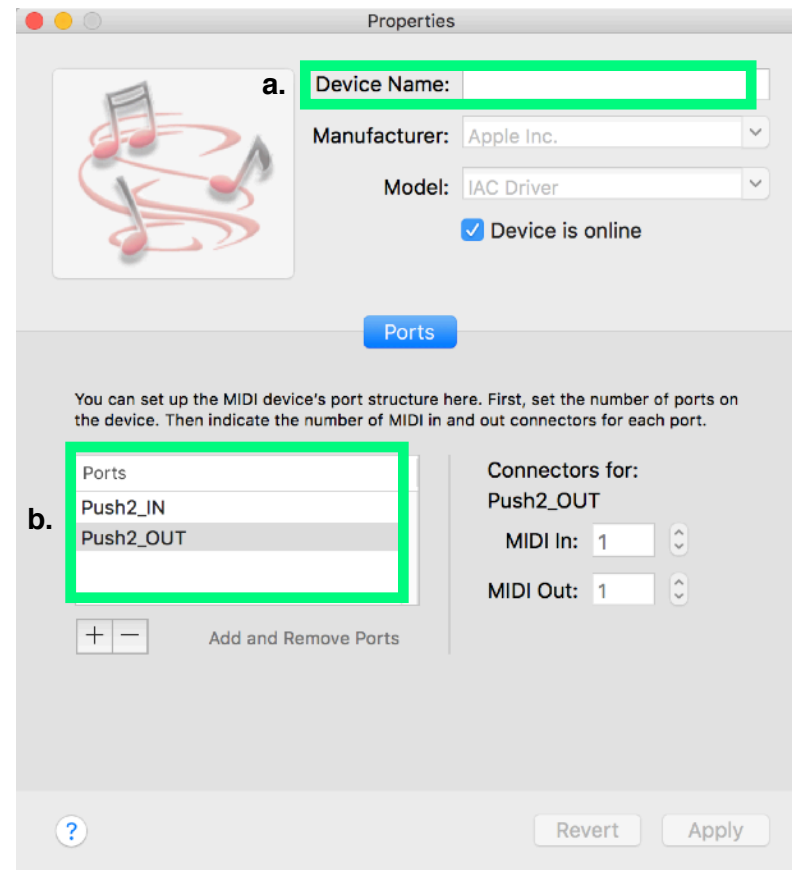 Properties
a.
Device Name:
Manufacturer: Apple Inc.
Model: IAC Driver
Device is online
Ports
You can set up the MIDI device's port structure here. First, set the number of ports on
the device. Then indicate the number of MIDI in and out connectors for each port.
b.
Ports
Push2_IN
Push2_OUT
+ −
Add and Remove Ports
Connectors for:
Push2_OUT
MIDI In: 1
MIDI Out: 1
?
Revert
Apply